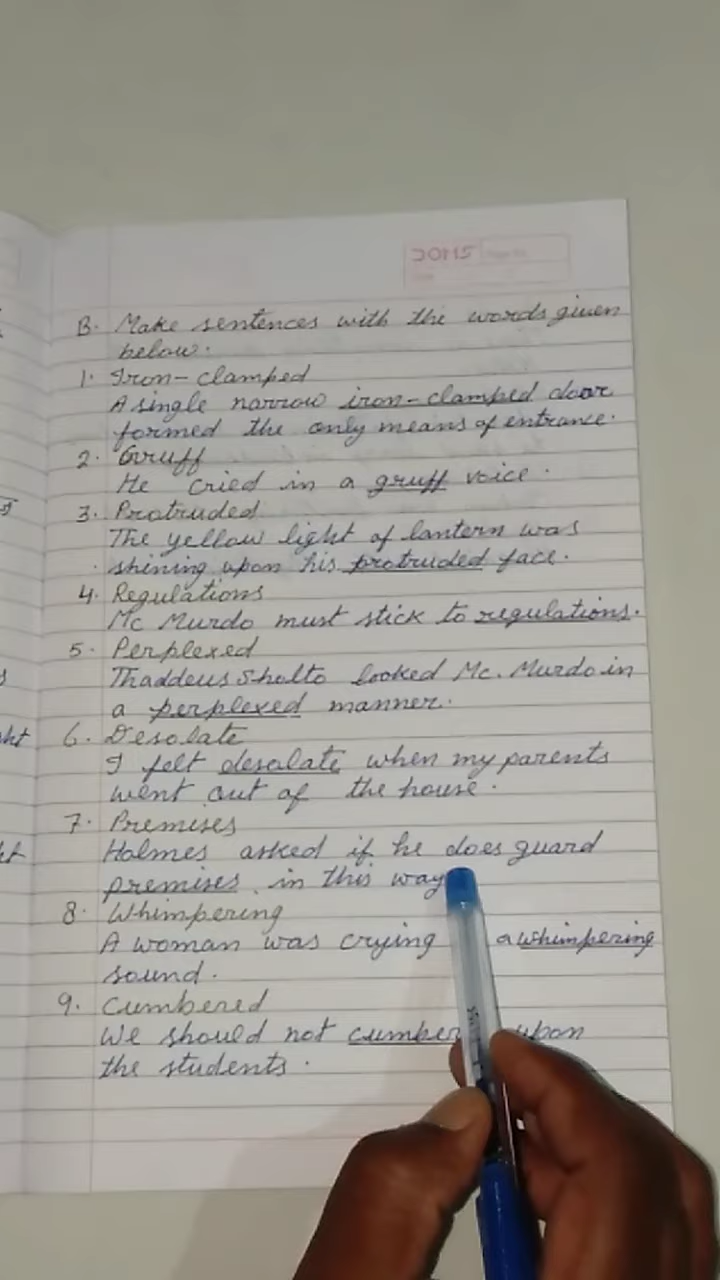 B. Make sentences with the words given
below.
1. Iron-clamped
A single narrow iron-clamped door
formed the only means of entrance.
2. Gruff
He cried in a gruff voice.
3. Protruded
The yellow light of lantern was
shining upon his protruded face.
4. Regulations
Mc Murdo must stick to regulations.
5. Perplexed
Thaddeus Sholto looked Mc. Murdo in
a perplexed manner.
6. Desolate
I felt desolate when my parents
went out of the house.
7. Premises
Holmes asked if he does guard
premises in this way
8. Whimpering
A woman was crying a whimpering
sound.
9. Cumbered
We should not cumber upon
the students.